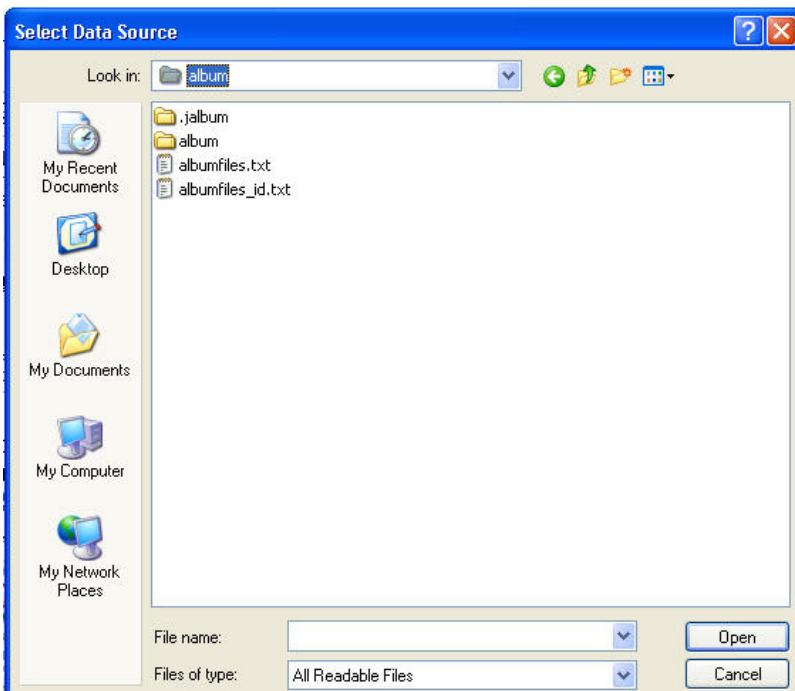 Select Data Source
Look in: album
.jalbum
album
albumfiles.txt
albumfiles_id.txt
My Recent
Documents
Desktop
My Documents
My Computer
My Network
Places
File name:
Open
Files of type: All Readable Files
Cancel